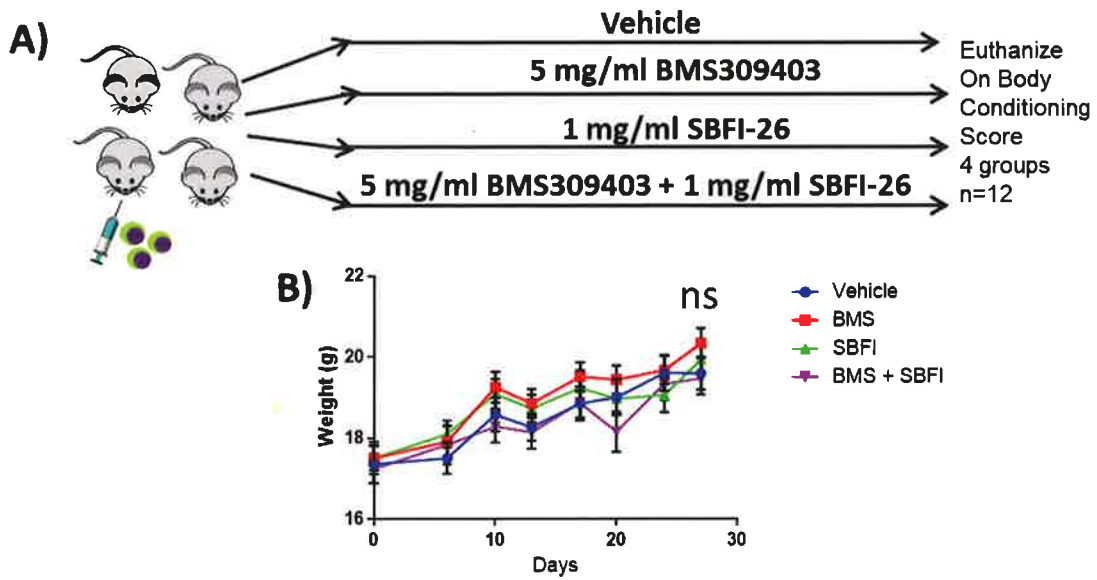 A)
Vehicle
5 mg/ml BMS309403
1 mg/ml SBFI-26
5 mg/ml BMS309403 + 1 mg/ml SBFI-26
Euthanize
On Body
Conditioning
Score
4 groups
n=12
B)
ns
Vehicle
BMS
SBFI
BMS + SBFI
Weight (g)
22
20
18
16
0
10
20
30
Days